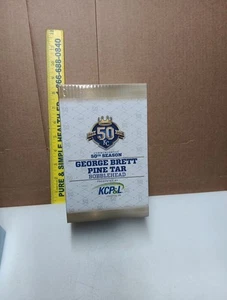 50
KC
50TH SEASON
GEORGE BRETT
PINE TAR
BOBBLEHEAD
KCP&L
PURE & SIMPLE HEALTH